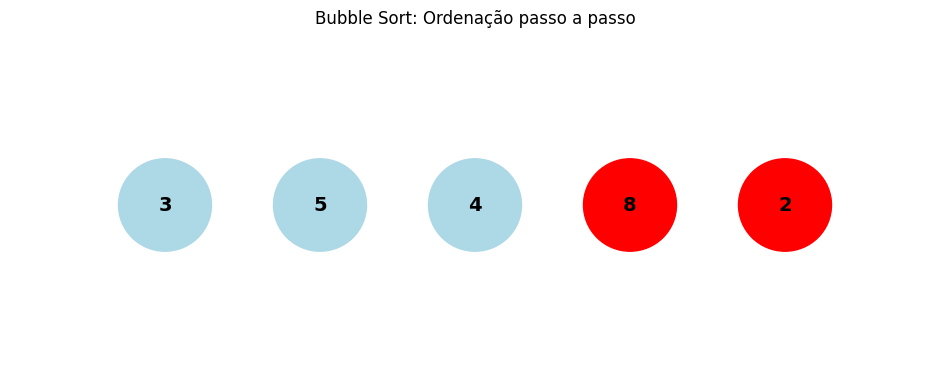 Bubble Sort: Ordenação passo a passo
3 5 4 8 2